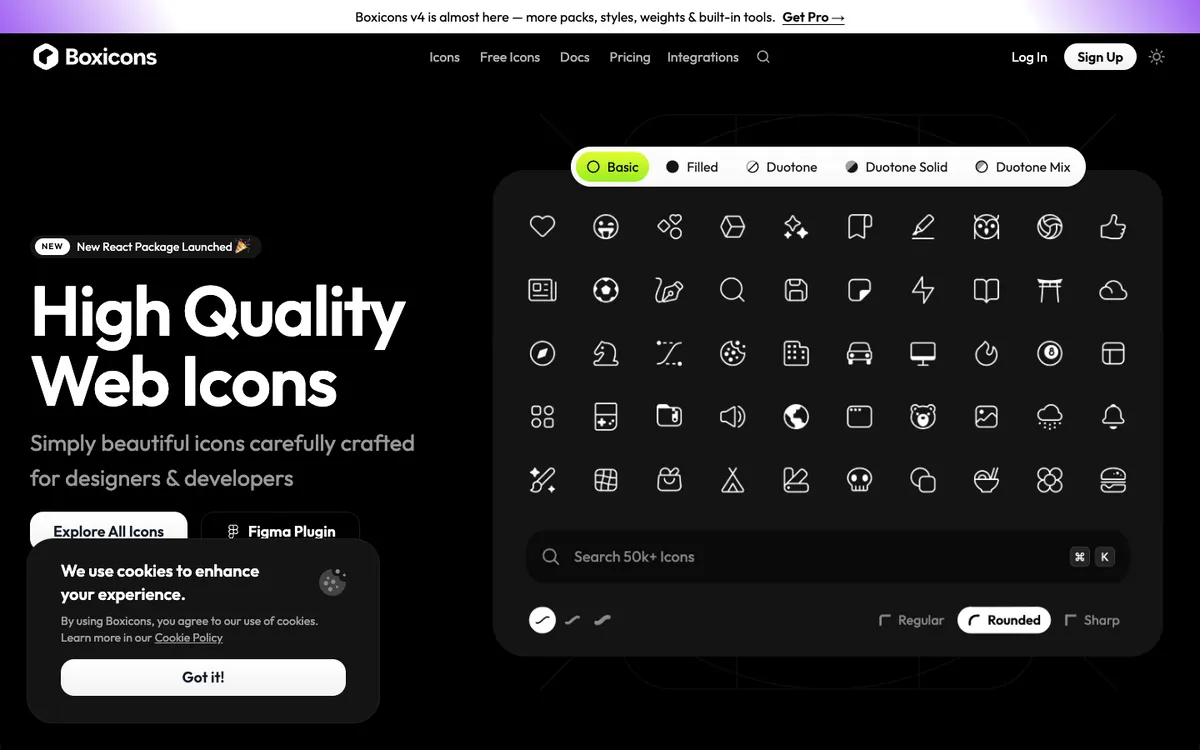 Boxicons v4 is almost here — more packs, styles, weights & built-in tools. Get Pro →
Boxicons
Icons
Free Icons
Docs
Pricing
Integrations
Log In
Sign Up
Basic
Filled
Duotone
Duotone Solid
Duotone Mix
NEW New React Package Launched 🎉
High Quality
Web Icons
Simply beautiful icons carefully crafted
for designers & developers
Explore All Icons
Figma Plugin
We use cookies to enhance
your experience.
By using Boxicons, you agree to our use of cookies.
Learn more in our Cookie Policy
Got it!
8
Search 50k+ Icons
⌘ K
Regular
Rounded
Sharp